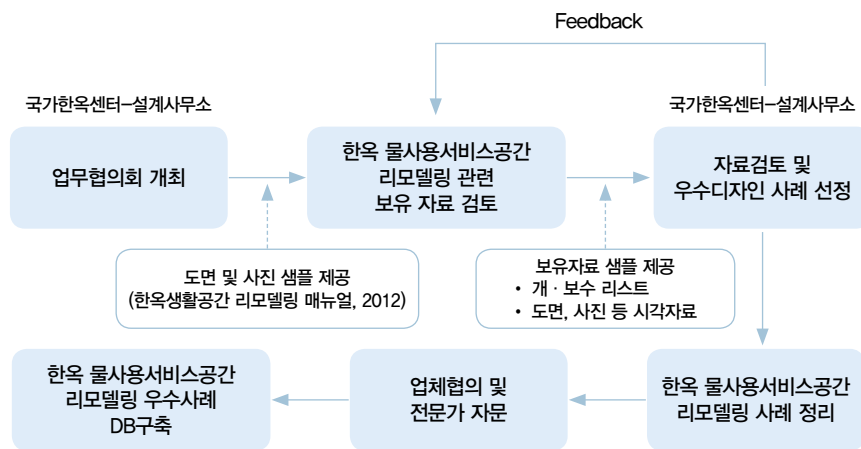 Feedback
국가한옥센터-설계사무소
국가한옥센터-설계사무소
업무협의회 개최
한옥 물사용서비스공간
리모델링 관련
보유 자료 검토
자료검토 및
우수디자인 사례 선정
도면 및 사진 샘플 제공
(한옥생활공간 리모델링 매뉴얼, 2012)
보유자료 샘플 제공
• 개·보수 리스트
• 도면, 사진 등 시각자료
한옥 물사용서비스공간
리모델링 우수사례
DB구축
업체협의 및
전문가 자문
한옥 물사용서비스공간
리모델링 사례 정리